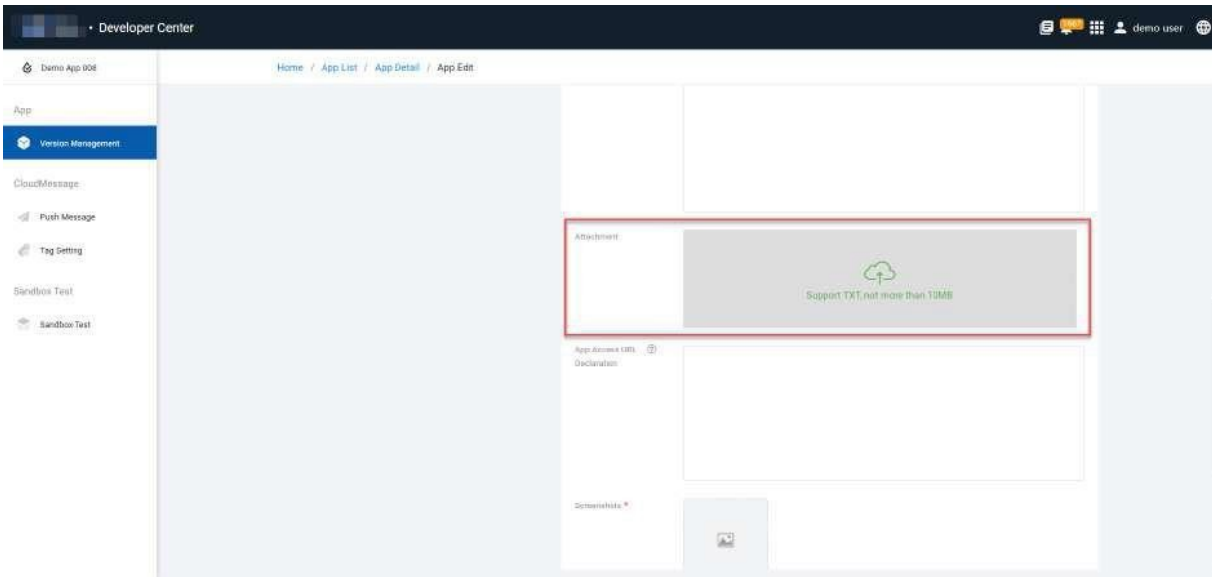 • Developer Center
demo user
Demo App 008
Home / App List / App Detail / App Edit
App
Version Management
CloudMessage
Push Message
Tag Setting
Sandbox Test
Sandbox Test
Attachment
Support TXT, not more than 10MB
App Access URL
Declaration
Screenshots *